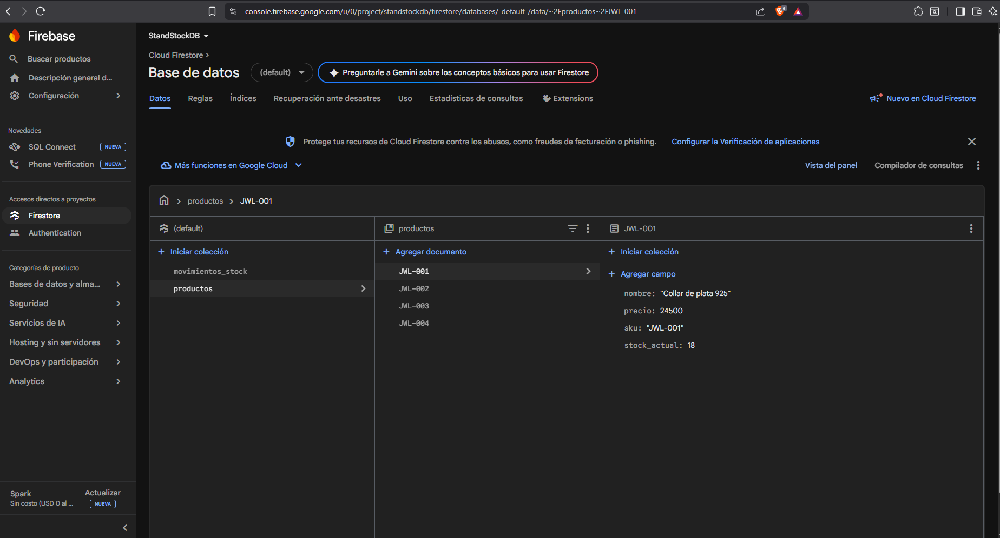 console.firebase.google.com/u/0/project/standstockdb/firestore/databases/-default-/data/~2Fproductos~2FJWL-001
6
Firebase
Buscar productos
Descripción general d...
Configuración
Novedades
SQL Connect NUEVA
Phone Verification NUEVA
Accesos directos a proyectos
Firestore
Authentication
Categorías de producto
Bases de datos y alma...
Seguridad
Servicios de IA
Hosting y sin servidores
DevOps y participación
Analytics
Spark
Sin costo (USD 0 al ...
Actualizar
NUEVA
StandStockDB
Cloud Firestore
Base de datos (default) Preguntarle a Gemini sobre los conceptos básicos para usar Firestore
Datos Reglas Índices Recuperación ante desastres Uso Estadísticas de consultas Extensions Nuevo en Cloud Firestore
Protege tus recursos de Cloud Firestore contra los abusos, como fraudes de facturación o phishing. Configurar la Verificación de aplicaciones
Más funciones en Google Cloud Vista del panel Compilador de consultas
productos JWL-001
(default)
Iniciar colección
movimientos_stock
productos
productos
Agregar documento
JWL-001
JWL-002
JWL-003
JWL-004
JWL-001
Iniciar colección
Agregar campo
nombre: "Collar de plata 925"
precio: 24500
sku: "JWL-001"
stock_actual: 18